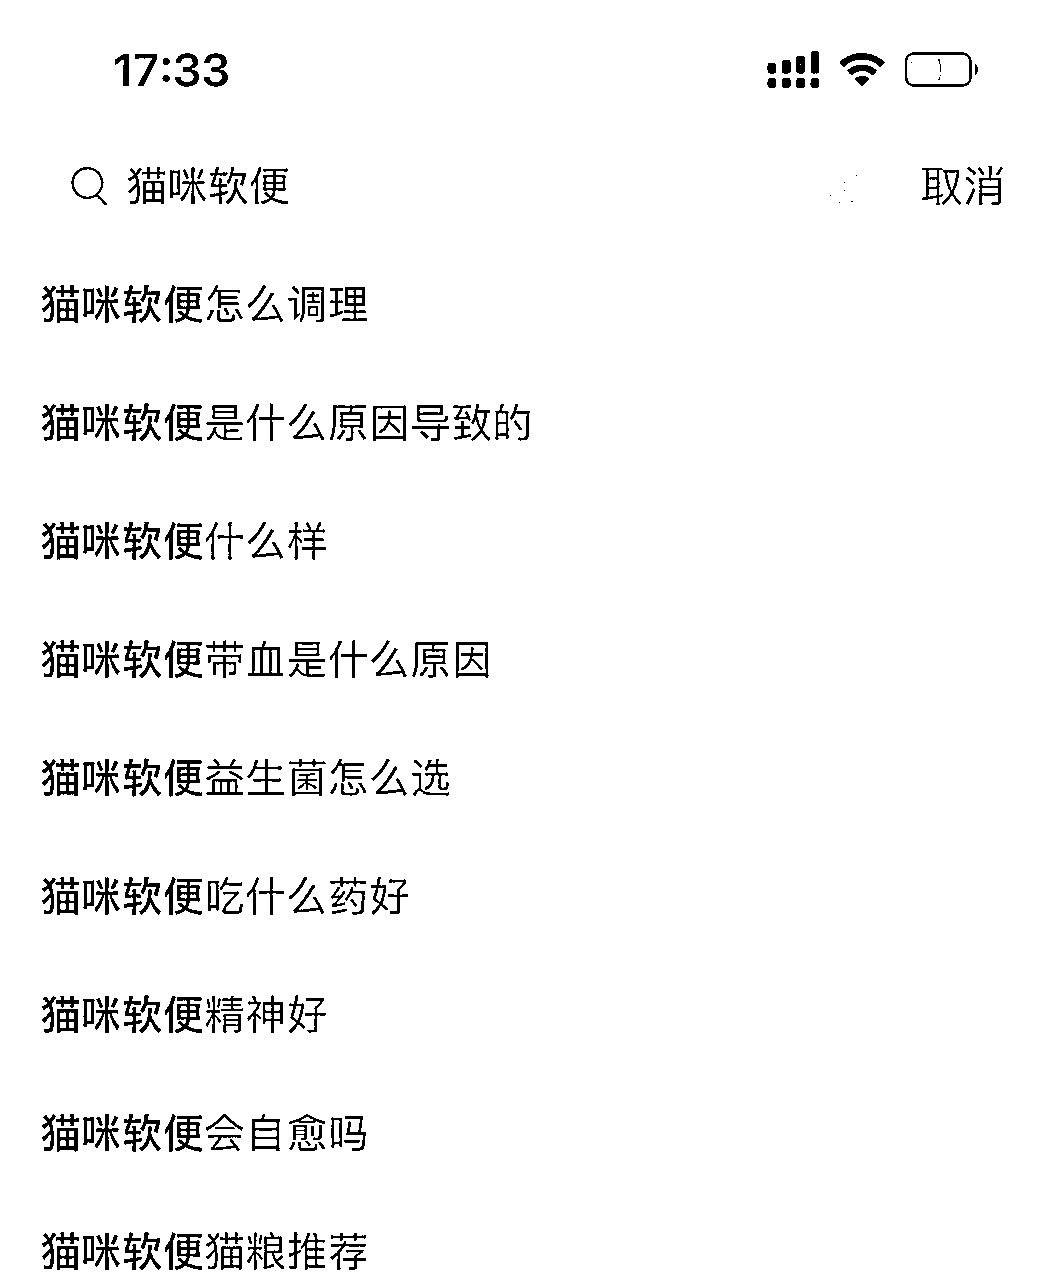 17:33
猫咪软便 取消
猫咪软便怎么调理
猫咪软便是什么原因导致的
猫咪软便什么样
猫咪软便带血是什么原因
猫咪软便益生菌怎么选
猫咪软便吃什么药好
猫咪软便精神好
猫咪软便会自愈吗
猫咪软便猫粮推荐